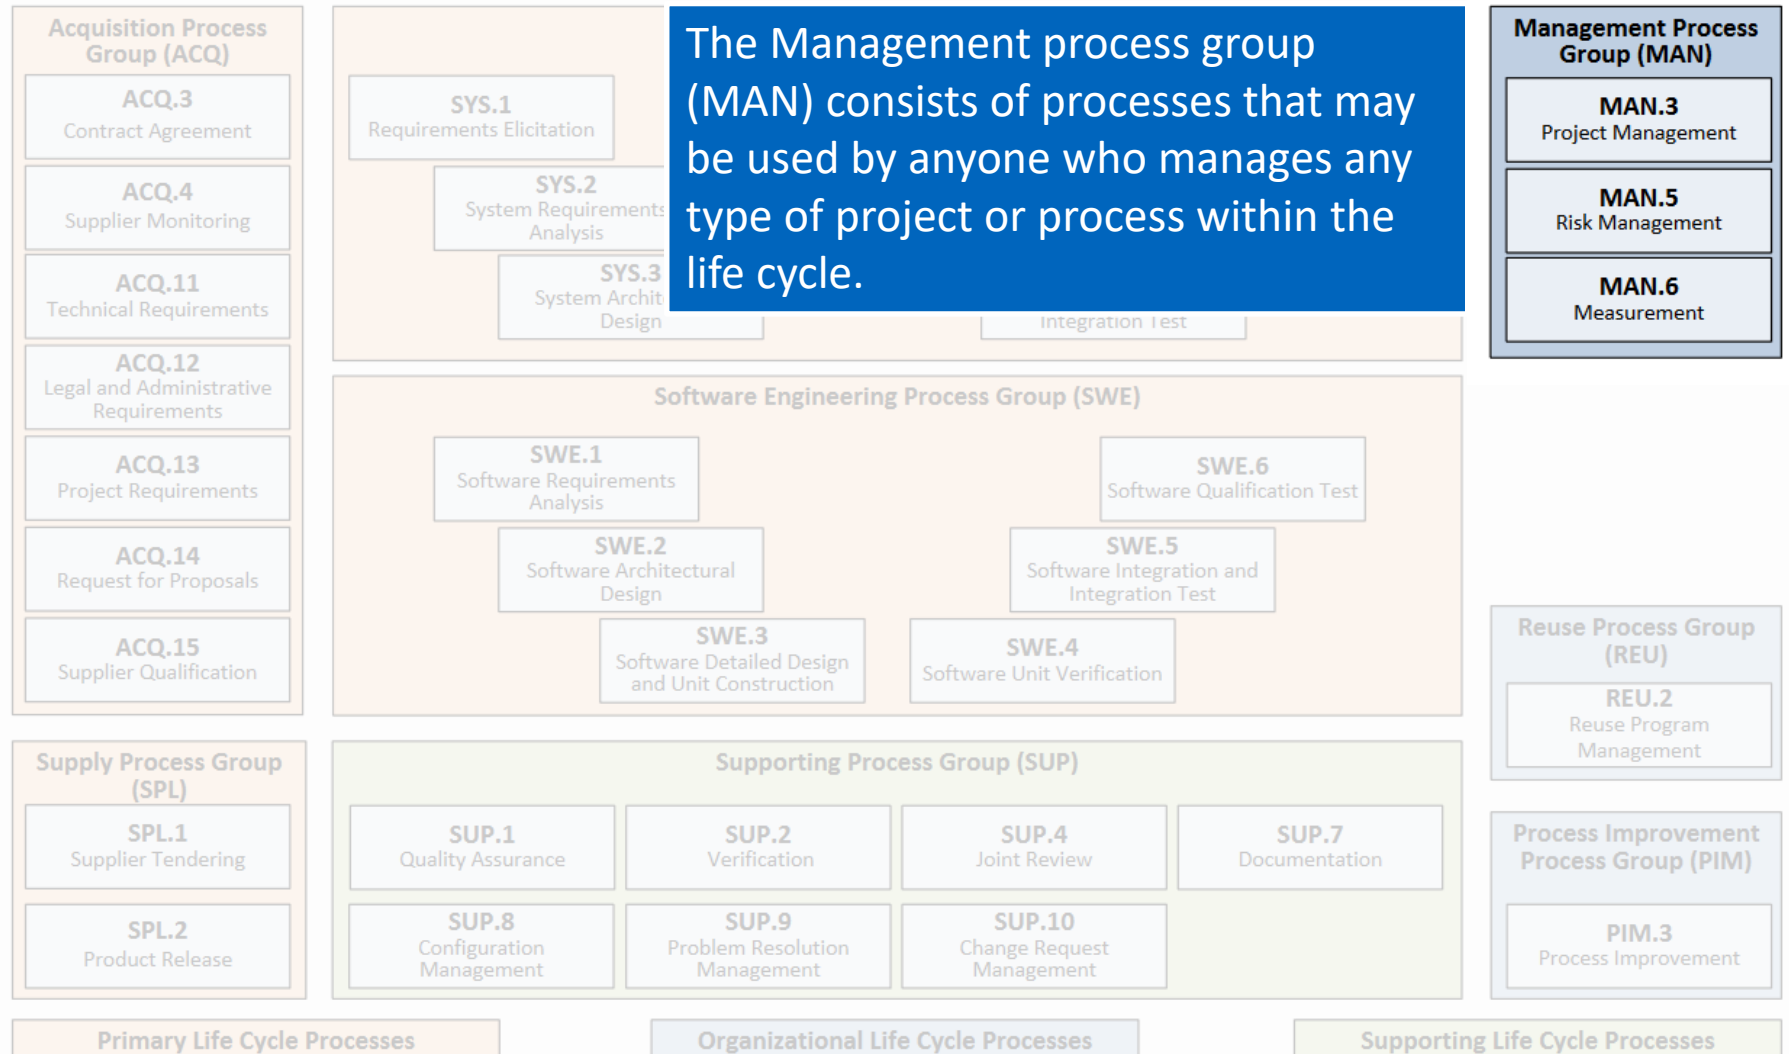 Acquisition Process
Group (ACQ)
ACQ.3
Contract Agreement
ACQ.4
Supplier Monitoring
ACQ.11
Technical Requirements
ACQ.12
Legal and Administrative
Requirements
ACQ.13
Project Requirements
ACQ.14
Request for Proposals
ACQ.15
Supplier Qualification
SYS.1
Requirements Elicitation
SYS.2
System Requirements
Analysis
SYS.3
System
Design
Integration Test
The Management process group
(MAN) consists of processes that may
be used by anyone who manages any
type of project or process within the
life cycle.
Management Process
Group (MAN)
MAN.3
Project Management
MAN.5
Risk Management
MAN.6
Measurement
Software Engineering Process Group (SWE)
SWE.1
Software Requirements
Analysis
SWE.2
Software Architectural
Design
SWE.3
Software Detailed Design
and Unit Construction
SWE.4
Software Unit Verification
SWE.5
Software Integration and
Integration Test
SWE.6
Software Qualification Test
Reuse Process Group
(REU)
REU.2
Reuse Program
Management
Supply Process Group
(SPL)
SPL.1
Supplier Tendering
SPL.2
Product Release
Supporting Process Group (SUP)
SUP.1
Quality Assurance
SUP.2
Verification
SUP.4
Joint Review
SUP.7
Documentation
SUP.8
Configuration
Management
SUP.9
Problem Resolution
Management
SUP.10
Change Request
Management
Process Improvement
Process Group (PIM)
PIM.3
Process Improvement
Primary Life Cycle Processes
Organizational Life Cycle Processes
Supporting Life Cycle Processes